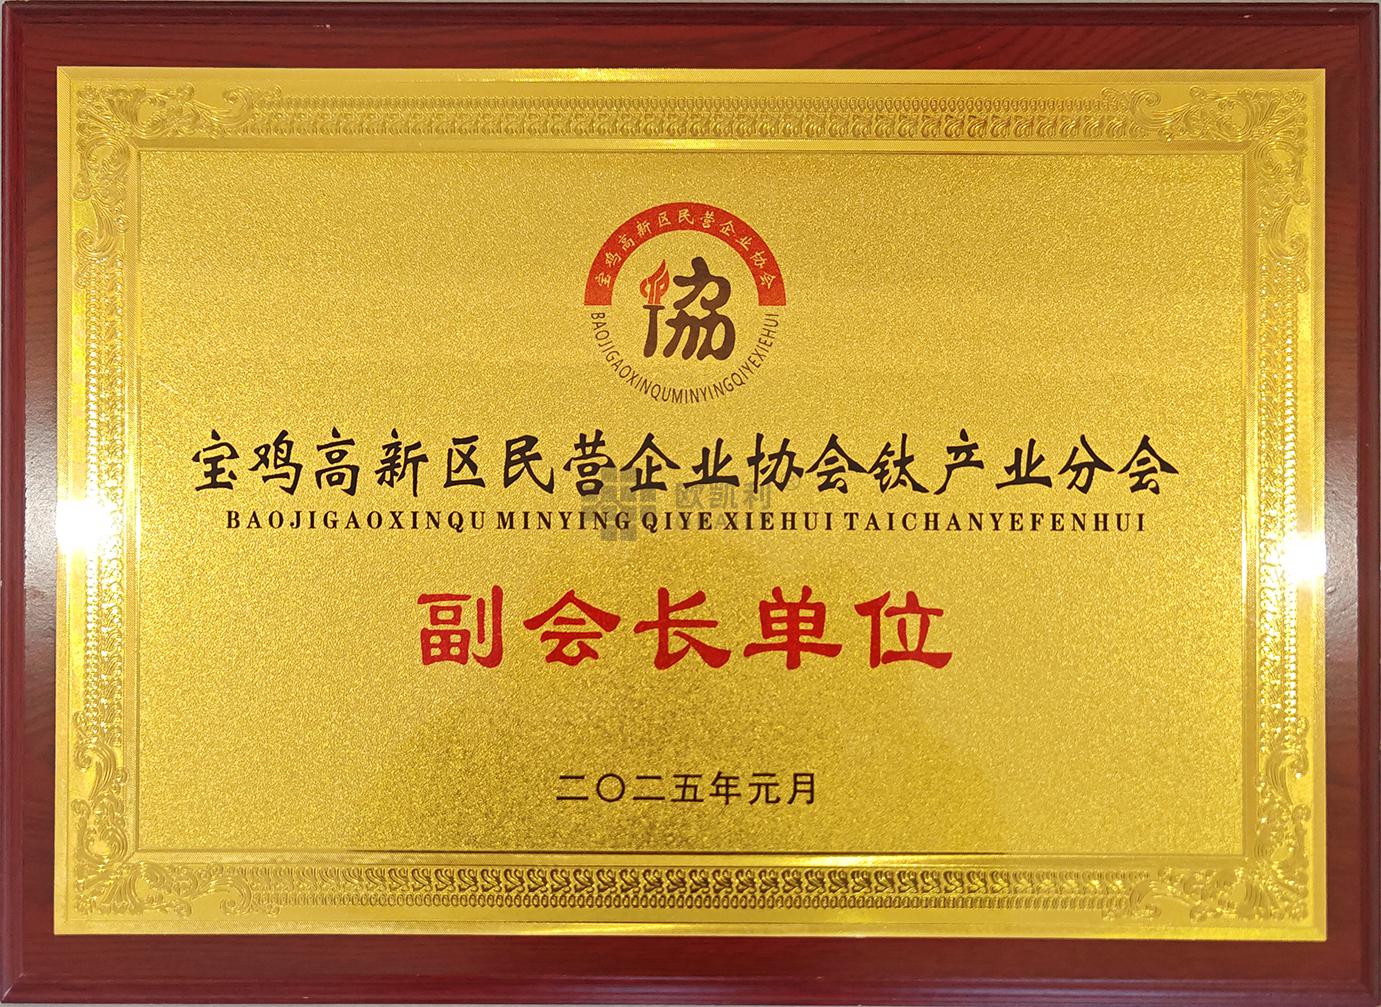 宝鸡高新区民营企业协会
協
BAOJIGAOXINQUMINYINGQIYEXIEHUI
宝鸡高新区民营企业协会钛产业分会
欧凯利
BAOJIGAOXINQU MINYING QIYE XIEHUI TAICHANYEFENHUI
副会长单位
二〇二五年元月